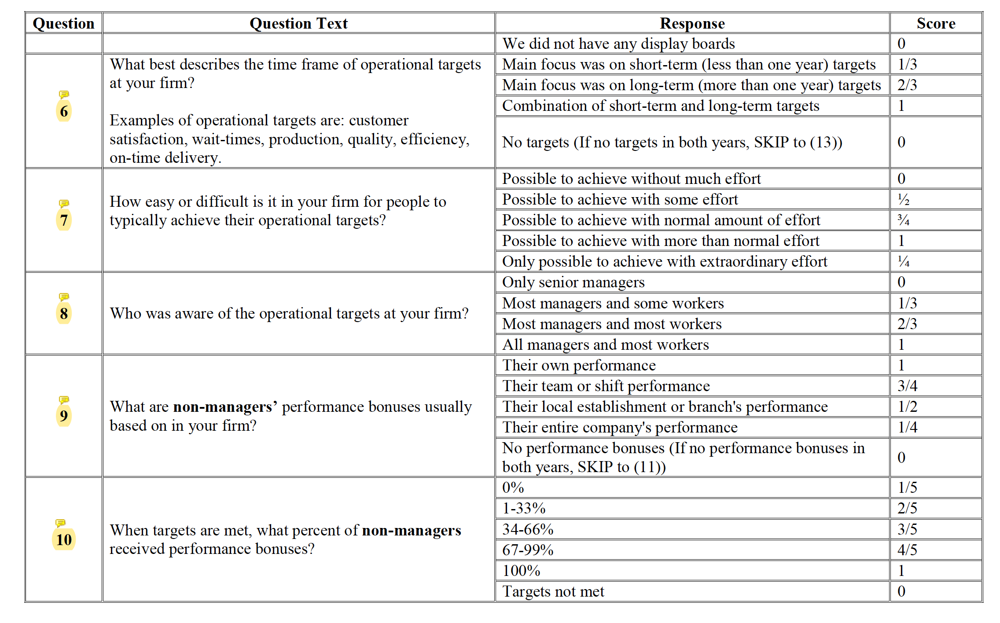 Question Question Text Response Score
We did not have any display boards 0
6
What best describes the time frame of operational targets
at your firm?
Examples of operational targets are: customer
satisfaction, wait-times, production, quality, efficiency,
on-time delivery.
Main focus was on short-term (less than one year) targets 1/3
Main focus was on long-term (more than one year) targets 2/3
Combination of short-term and long-term targets 1
No targets (If no targets in both years, SKIP to (13)) 0
7
How easy or difficult is it in your firm for people to
typically achieve their operational targets?
Possible to achieve without much effort 0
Possible to achieve with some effort ½
Possible to achieve with normal amount of effort ¾
Possible to achieve with more than normal effort 1
Only possible to achieve with extraordinary effort ¼
8
Who was aware of the operational targets at your firm?
Only senior managers 0
Most managers and some workers 1/3
Most managers and most workers 2/3
All managers and most workers 1
9
What are non-managers’ performance bonuses usually
based on in your firm?
Their own performance 1
Their team or shift performance 3/4
Their local establishment or branch's performance 1/2
Their entire company's performance 1/4
No performance bonuses (If no performance bonuses in
both years, SKIP to (11)) 0
10
When targets are met, what percent of non-managers
received performance bonuses?
0% 1/5
1-33% 2/5
34-66% 3/5
67-99% 4/5
100% 1
Targets not met 0